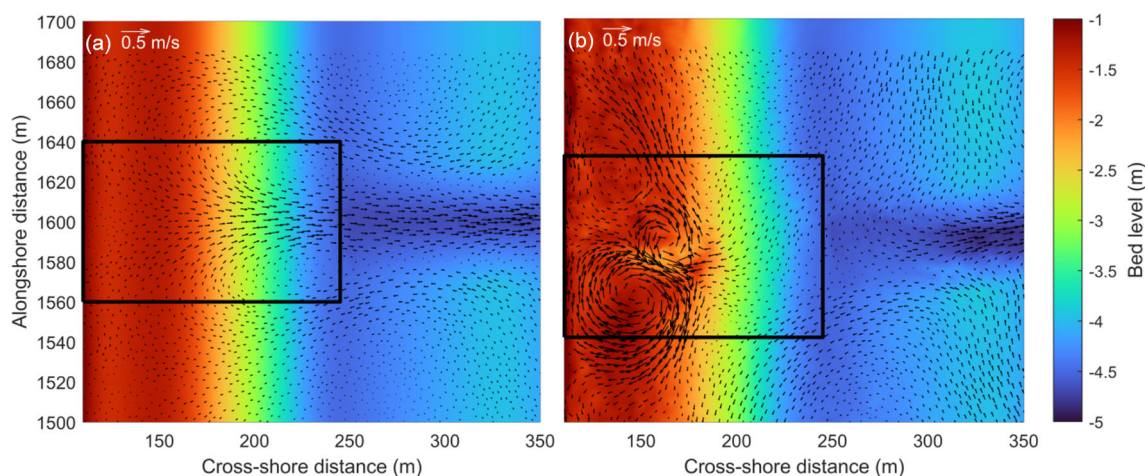 (a) 0.5 m/s
(b) 0.5 m/s
Alongshore distance (m)
1700
1680
1660
1640
1620
1600
1580
1560
1540
1520
1500
150 200 250 300 350
Cross-shore distance (m)
150 200 250 300 350
Cross-shore distance (m)
-1
-1.5
-2
-2.5
-3
-3.5
-4
-4.5
-5
Bed level (m)